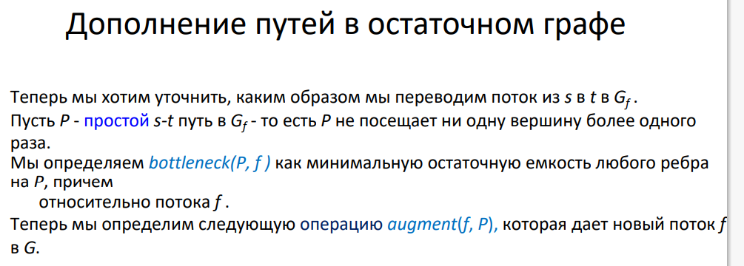 Дополнение путей в остаточном графе
Теперь мы хотим уточнить, каким образом мы переводим поток из s в t в Gf .
Пусть P - простой s-t путь в Gf - то есть P не посещает ни одну вершину более одного
раза.
Мы определяем bottleneck(P, f ) как минимальную остаточную емкость любого ребра
на P, причем
относительно потока f .
Теперь мы определим следующую операцию augment(f, P), которая дает новый поток f
в G.